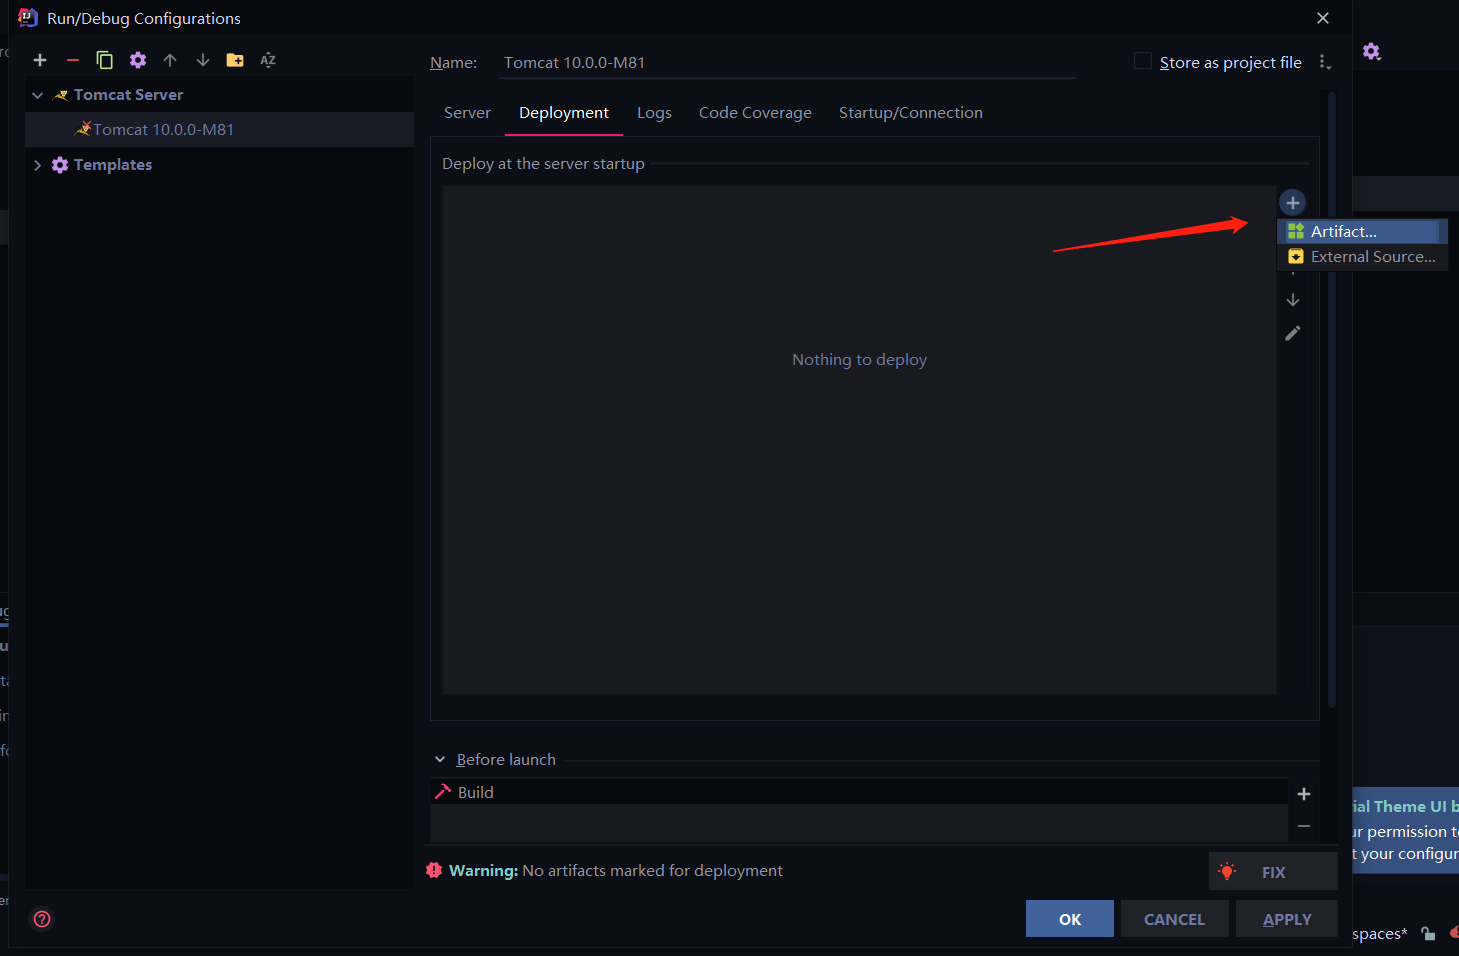 Run/Debug Configurations
Name: Tomcat 10.0.0-M81
Store as project file
Tomcat Server
Tomcat 10.0.0-M81
Templates
Server Deployment Logs Code Coverage Startup/Connection
Deploy at the server startup
Artifact...
External Source...
Nothing to deploy
Before launch
Build
Warning: No artifacts marked for deployment
FIX
OK CANCEL APPLY
ial Theme UI b
ur permission to
t your configur
spaces*